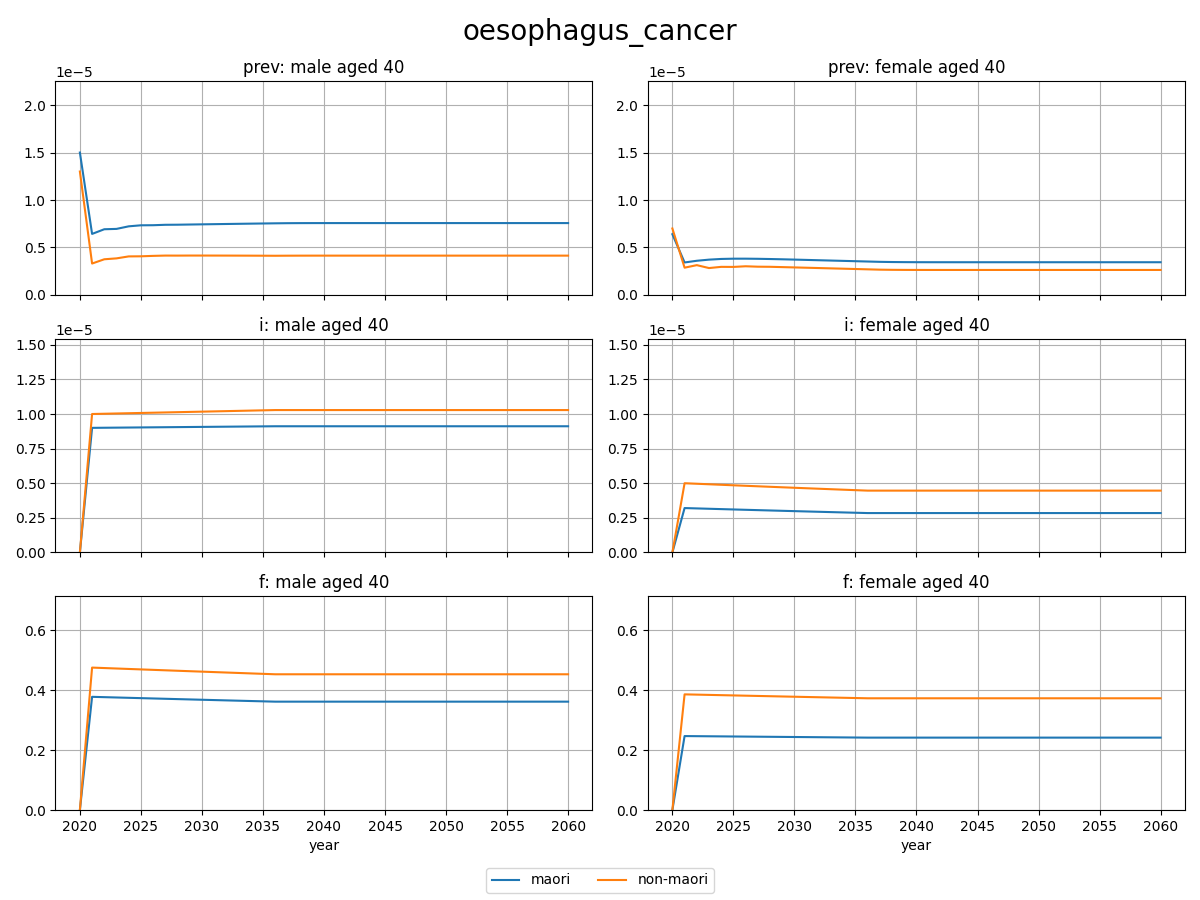 oesophagus_cancer
prev: male aged 40
1e−5
2.0
1.5
1.0
0.5
0.0
prev: female aged 40
1e−5
2.0
1.5
1.0
0.5
0.0
i: male aged 40
1e−5
1.50
1.25
1.00
0.75
0.50
0.25
0.00
i: female aged 40
1e−5
1.50
1.25
1.00
0.75
0.50
0.25
0.00
f: male aged 40
0.6
0.4
0.2
0.0
2020 2025 2030 2035 2040 2045 2050 2055 2060
year
f: female aged 40
0.6
0.4
0.2
0.0
2020 2025 2030 2035 2040 2045 2050 2055 2060
year
maori non-maori